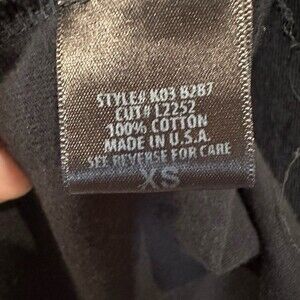 STYLE# K03 B2B7
CUT# L2252
100% COTTON
MADE IN U.S.A.
SEE REVERSE FOR CARE
XS